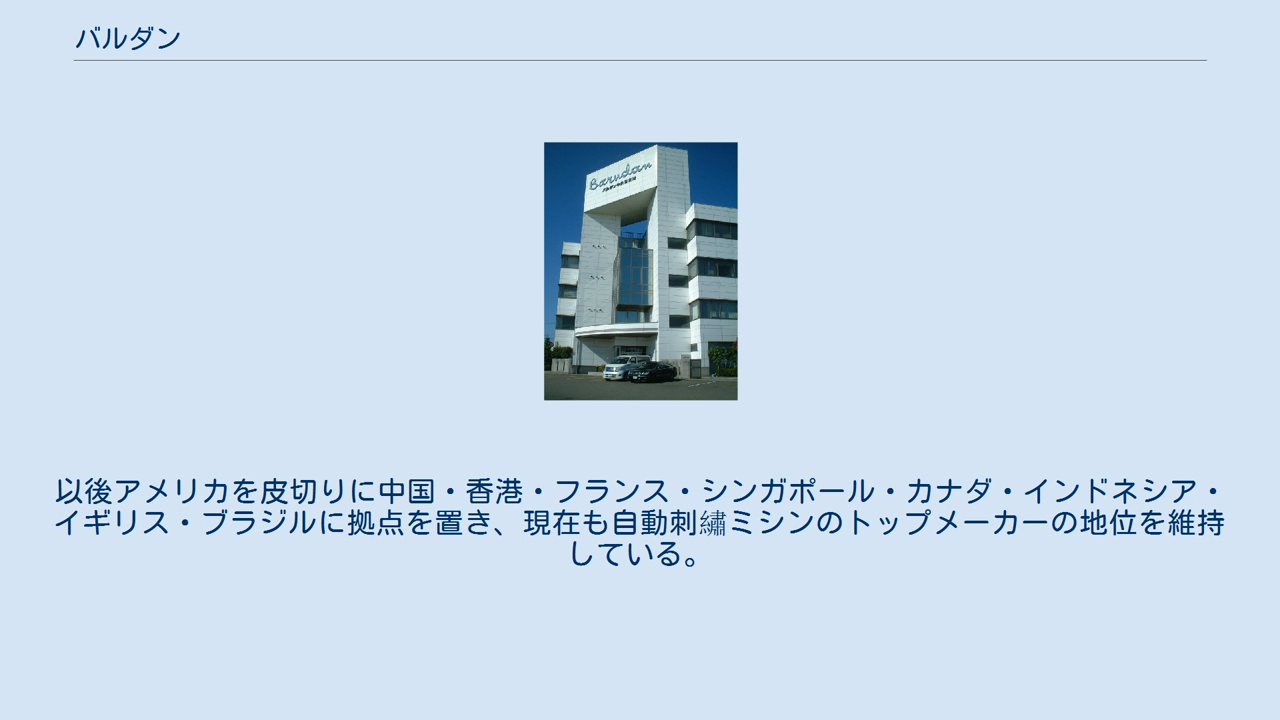 バルダン
Barudan
以後アメリカを皮切りに中国・香港・フランス・シンガポール・カナダ・インドネシア・
イギリス・ブラジルに拠点を置き、現在も自動刺繍ミシンのトップメーカーの地位を維持
している。